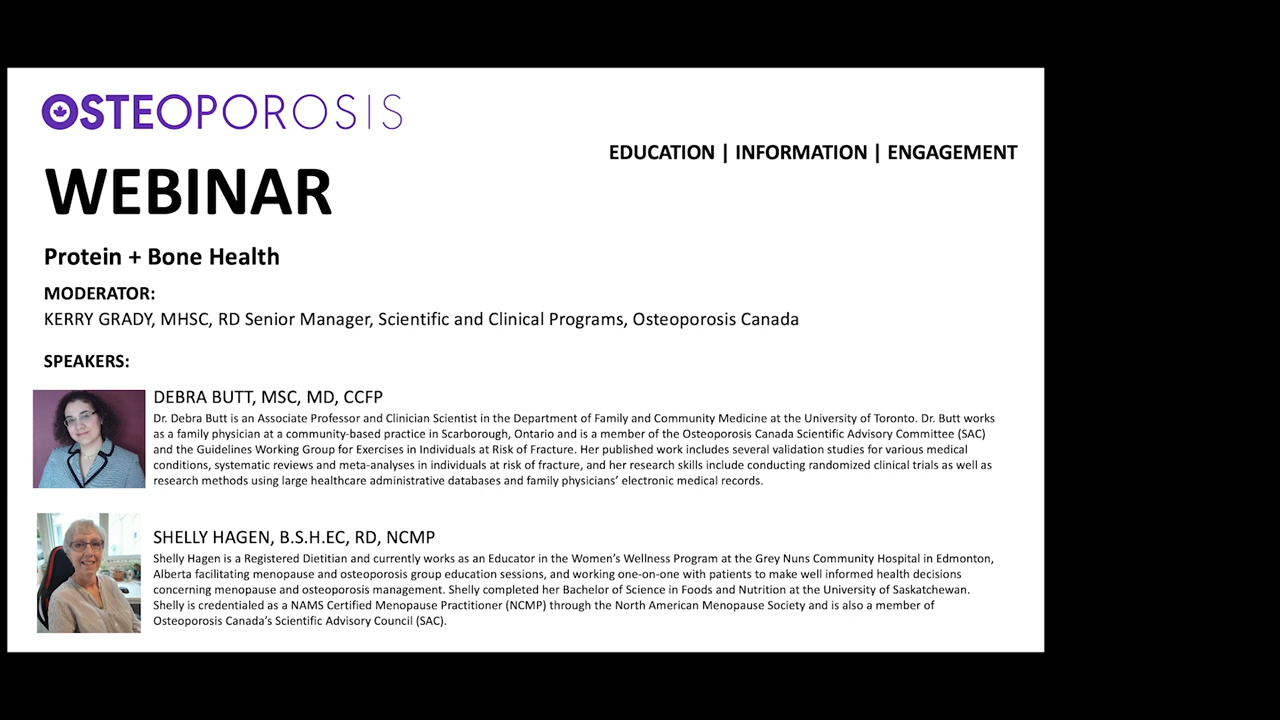 OSTEOPOROSIS
EDUCATION | INFORMATION | ENGAGEMENT
WEBINAR
Protein + Bone Health
MODERATOR:
KERRY GRADY, MHSC, RD Senior Manager, Scientific and Clinical Programs, Osteoporosis Canada
SPEAKERS:
DEBRA BUTT, MSC, MD, CCFP
Dr. Debra Butt is an Associate Professor and Clinician Scientist in the Department of Family and Community Medicine at the University of Toronto. Dr. Butt works
as a family physician at a community-based practice in Scarborough, Ontario and is a member of the Osteoporosis Canada Scientific Advisory Committee (SAC)
and the Guidelines Working Group for Exercises in Individuals at Risk of Fracture. Her published work includes several validation studies for various medical
conditions, systematic reviews and meta-analyses in individuals at risk of fracture, and her research skills include conducting randomized clinical trials as well as
research methods using large healthcare administrative databases and family physicians’ electronic medical records.
SHELLY HAGEN, B.S.H.EC, RD, NCMP
Shelly Hagen is a Registered Dietitian and currently works as an Educator in the Women’s Wellness Program at the Grey Nuns Community Hospital in Edmonton,
Alberta facilitating menopause and osteoporosis group education sessions, and working one-on-one with patients to make well informed health decisions
concerning menopause and osteoporosis management. Shelly completed her Bachelor of Science in Foods and Nutrition at the University of Saskatchewan.
Shelly is credentialed as a NAMS Certified Menopause Practitioner (NCMP) through the North American Menopause Society and is also a member of
Osteoporosis Canada’s Scientific Advisory Council (SAC).